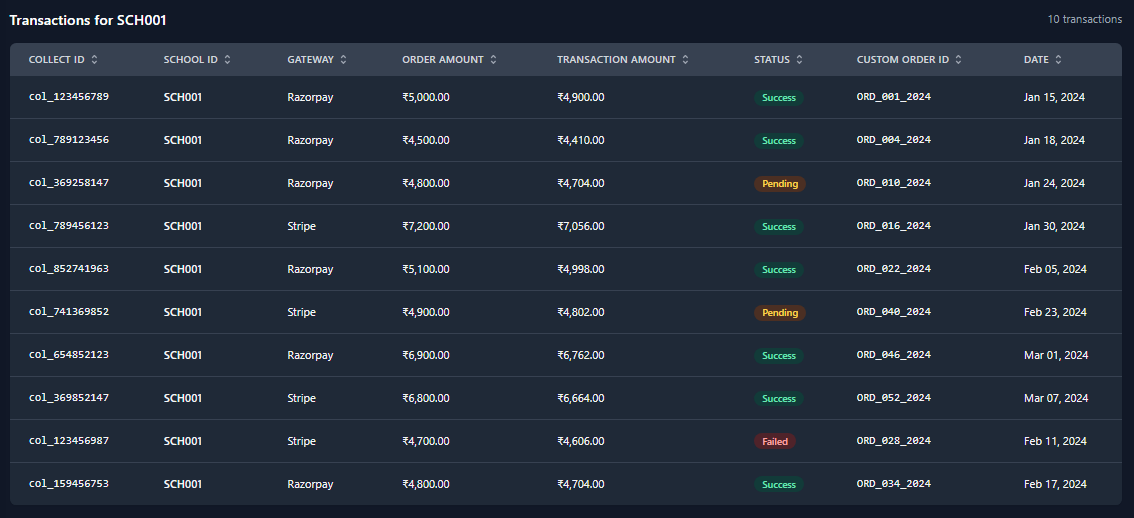 Transactions for SCH001 10 transactions
COLLECT ID SCHOOL ID GATEWAY ORDER AMOUNT TRANSACTION AMOUNT STATUS CUSTOM ORDER ID DATE
col_123456789 SCH001 Razorpay ₹5,000.00 ₹4,900.00 Success ORD_001_2024 Jan 15, 2024
col_789123456 SCH001 Razorpay ₹4,500.00 ₹4,410.00 Success ORD_004_2024 Jan 18, 2024
col_369258147 SCH001 Razorpay ₹4,800.00 ₹4,704.00 Pending ORD_010_2024 Jan 24, 2024
col_789456123 SCH001 Stripe ₹7,200.00 ₹7,056.00 Success ORD_016_2024 Jan 30, 2024
col_852741963 SCH001 Razorpay ₹5,100.00 ₹4,998.00 Success ORD_022_2024 Feb 05, 2024
col_741369852 SCH001 Stripe ₹4,900.00 ₹4,802.00 Pending ORD_040_2024 Feb 23, 2024
col_654852123 SCH001 Razorpay ₹6,900.00 ₹6,762.00 Success ORD_046_2024 Mar 01, 2024
col_369852147 SCH001 Stripe ₹6,800.00 ₹6,664.00 Success ORD_052_2024 Mar 07, 2024
col_123456987 SCH001 Stripe ₹4,700.00 ₹4,606.00 Failed ORD_028_2024 Feb 11, 2024
col_159456753 SCH001 Razorpay ₹4,800.00 ₹4,704.00 Success ORD_034_2024 Feb 17, 2024